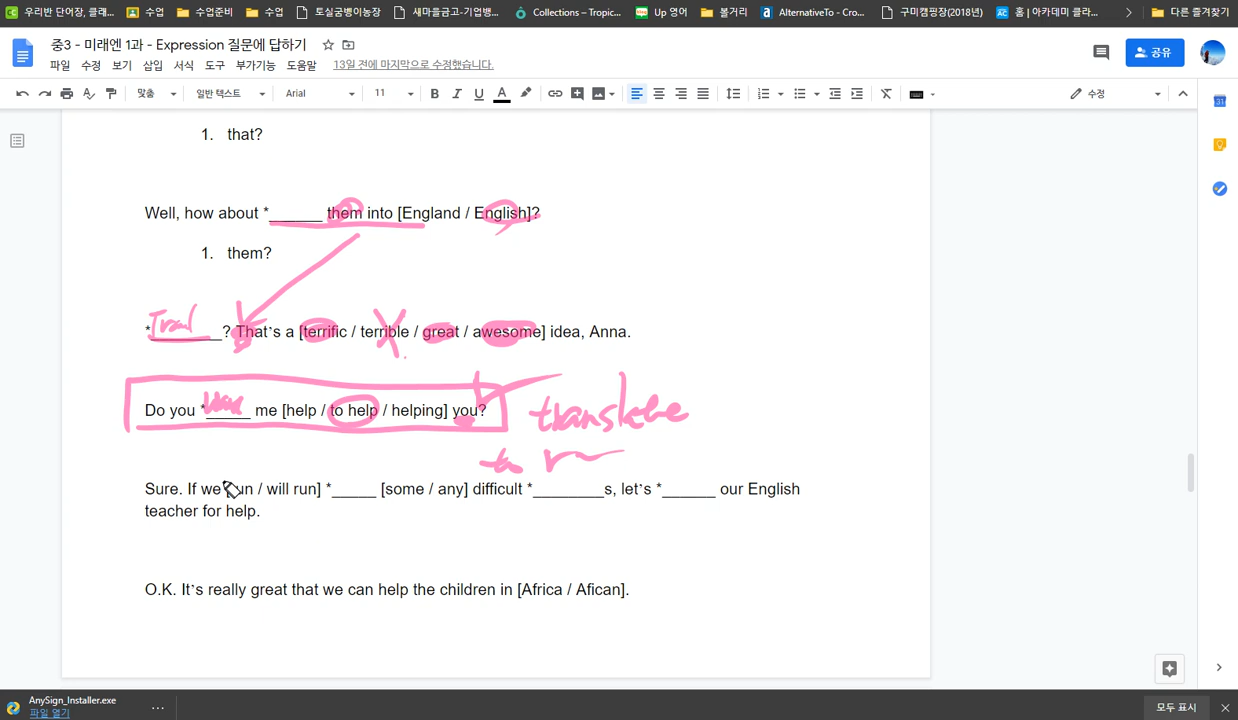 우리반 단어장, 클래... 수업 수업준비 수업 토실굼벵이농장 새마을금고-기업뱅... Collections – Tropic... Up 영어 볼거리 AlternativeTo - Cro... 구미캠핑장(2018년) 홈 | 아카데미 클라... 다른 즐겨찾기
중3 - 미래엔 1과 - Expression 질문에 답하기
파일 수정 보기 삽입 서식 도구 부가기능 도움말 13일 전에 마지막으로 수정했습니다. 공유
맞춤 일반 텍스트 Arial 11 B I U A 수정
1. that?
Well, how about *______ them into [England / English]?
1. them?
Tran
*________? That's a [terrific / terrible / great / awesome] idea, Anna.
Do you *_____ me [help / to help / helping] you? translate
to
Sure. If we [run / will run] *_____ [some / any] difficult *________s, let's *______ our English
teacher for help.
O.K. It's really great that we can help the children in [Africa / Afican].
AnySign_Installer.exe
파일 열기 ... 모두 표시